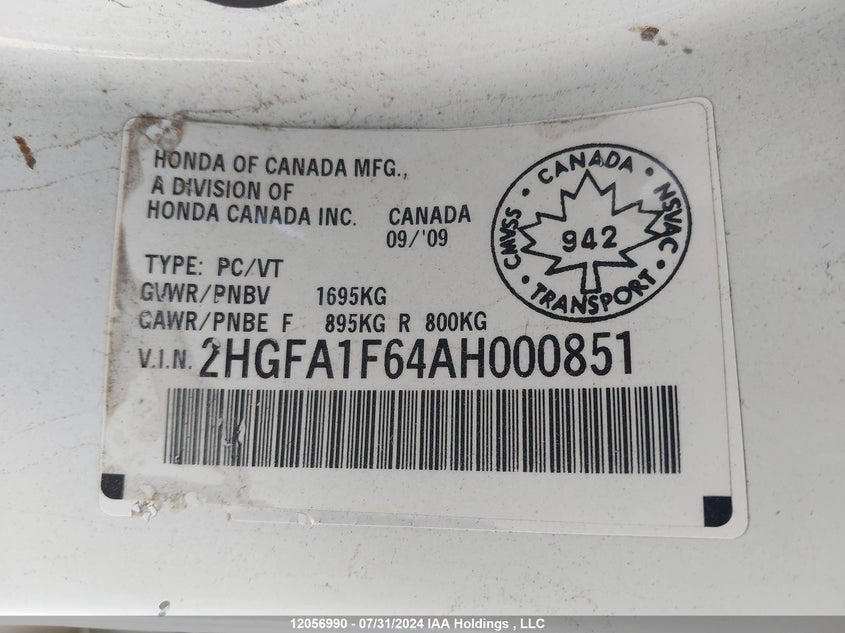 HONDA OF CANADA MFG.,
A DIVISION OF
HONDA CANADA INC. CANADA
09/'09
TYPE: PC/VT
GVWR/PNBV 1695KG
GAWR/PNBE F 895KG R 800KG
V.I.N. 2HGFA1F64AH000851
CANADA • NSVAC • TRANSPORT • CMVSS •
942
12056990 - 07/31/2024 IAA Holdings , LLC